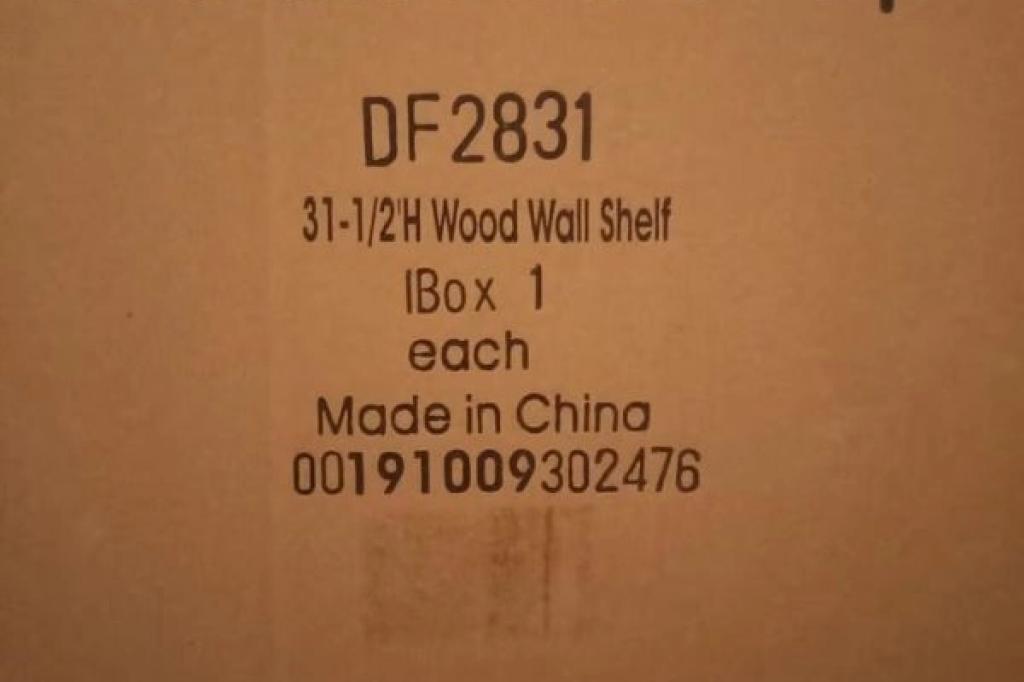 DF2831
31-1/2'H Wood Wall Shelf
IBox 1
each
Made in China
00191009302476